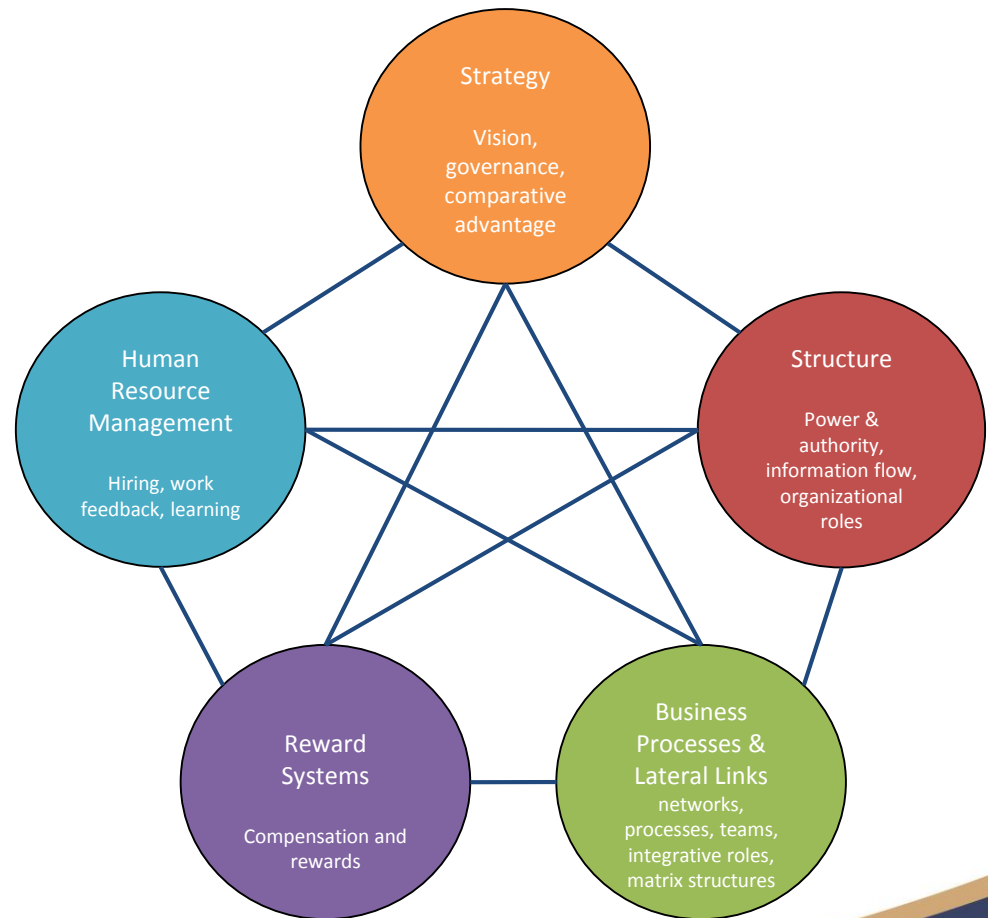 Strategy
Vision,
governance,
comparative
advantage
Human
Resource
Management
Hiring, work
feedback, learning
Structure
Power &
authority,
information flow,
organizational
roles
Reward
Systems
Compensation and
rewards
Business
Processes &
Lateral Links
networks,
processes, teams,
integrative roles,
matrix structures